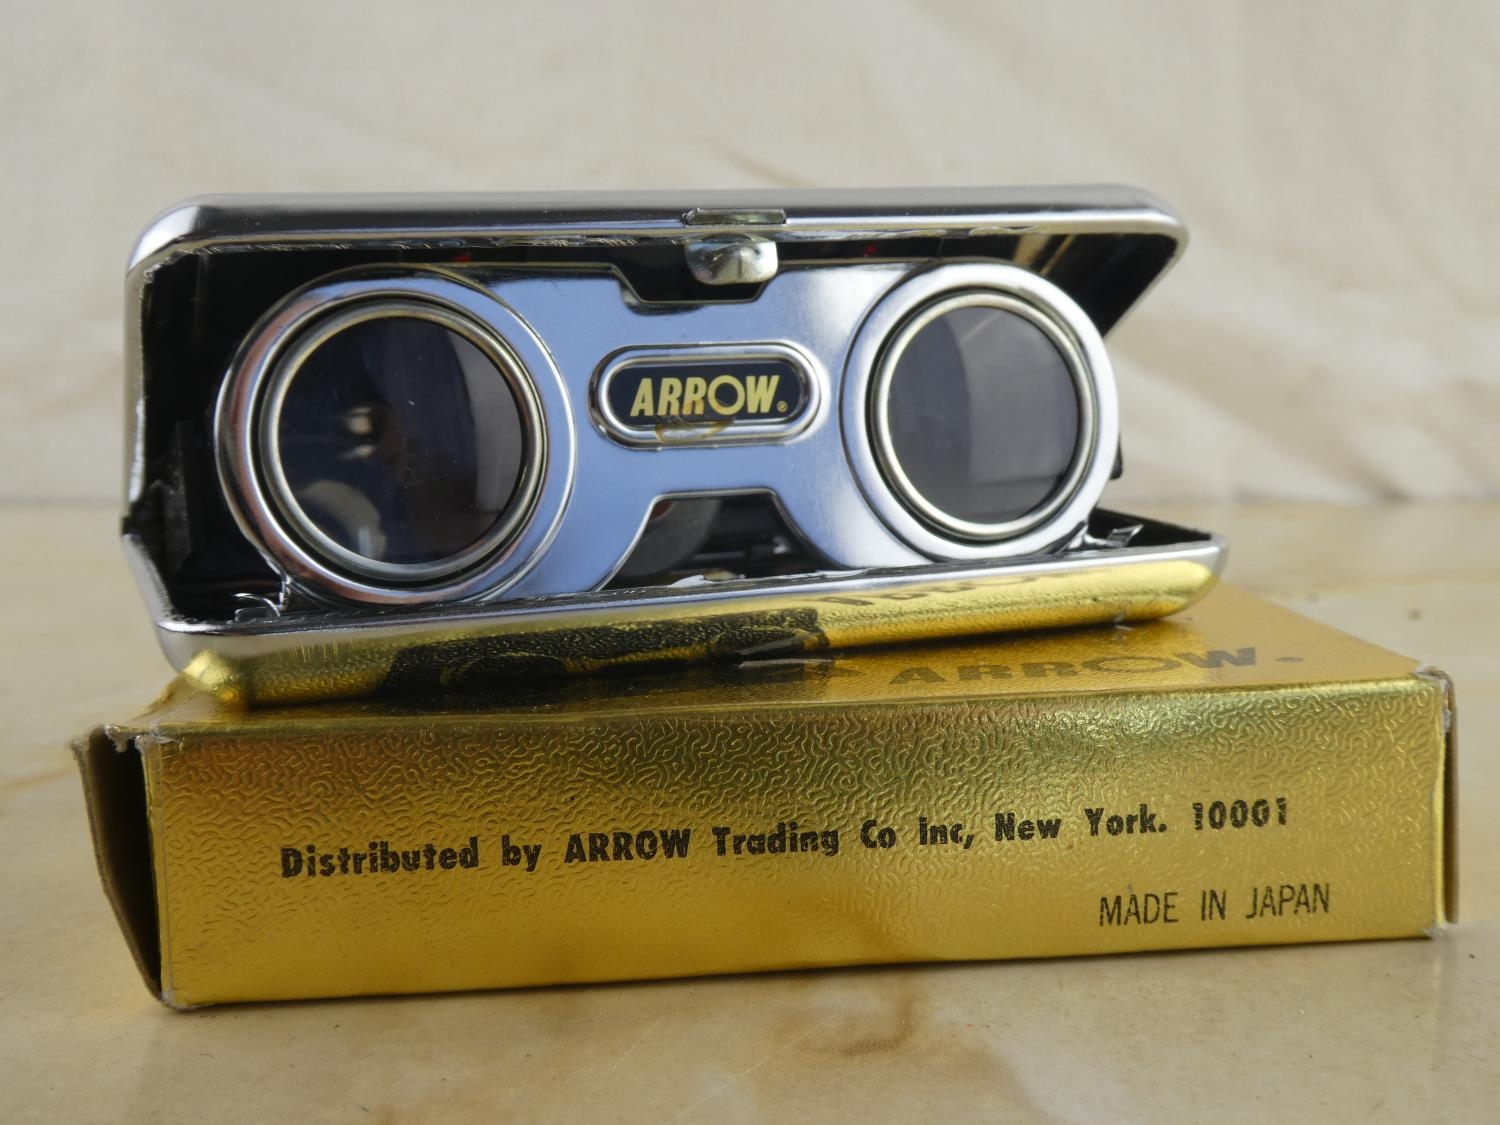 ARROW®
ARROW®
Distributed by ARROW Trading Co Inc, New York. 10001
MADE IN JAPAN